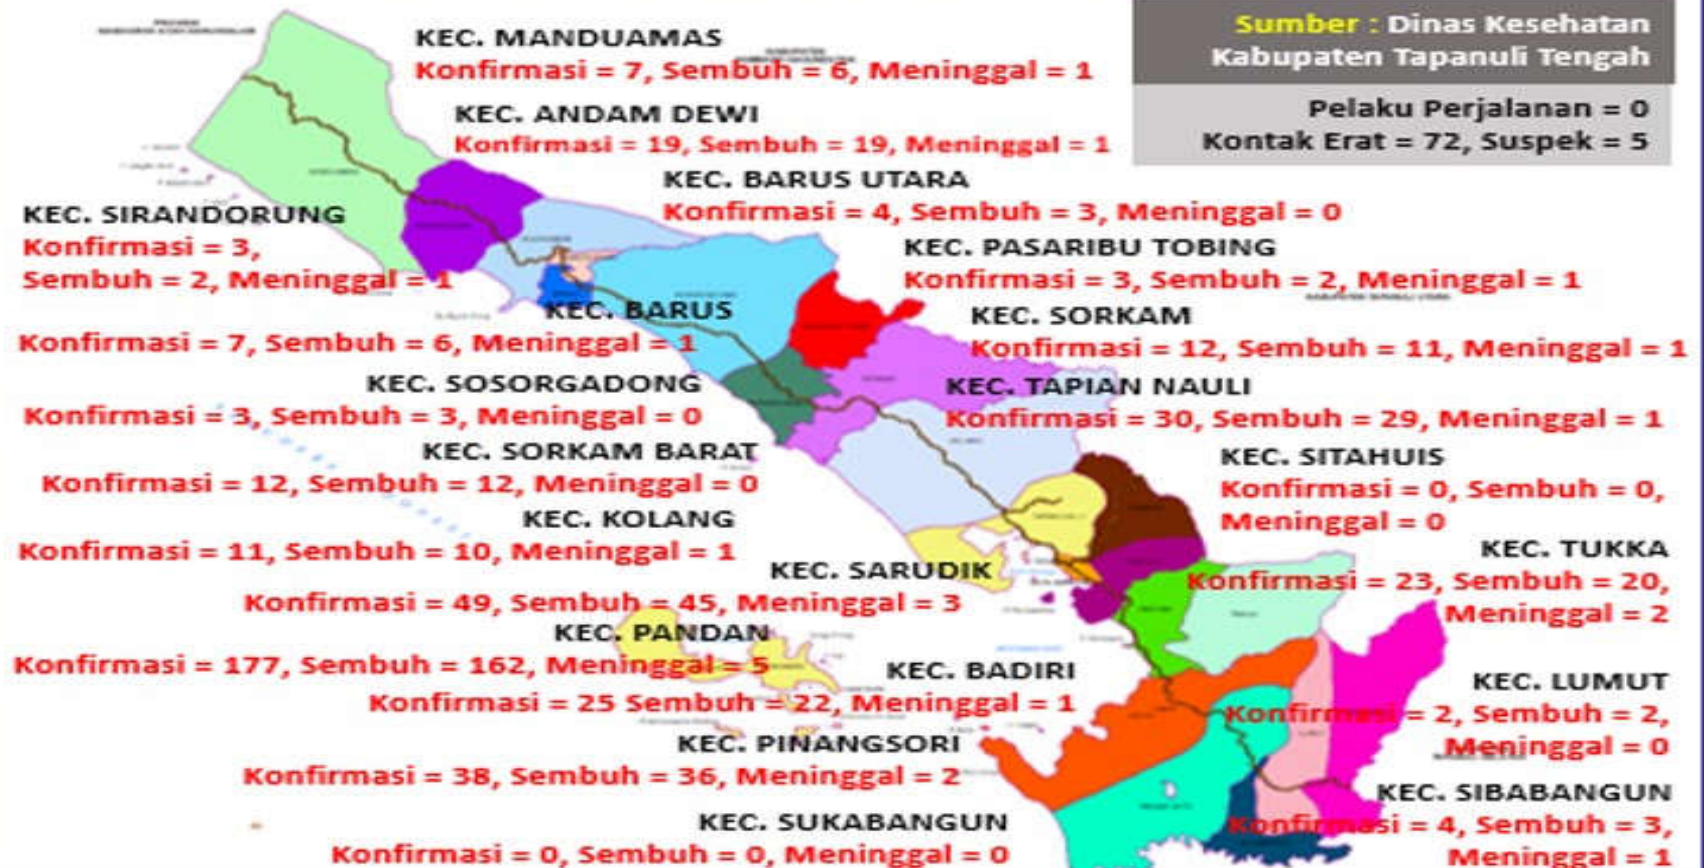 Sumber : Dinas Kesehatan
Kabupaten Tapanuli Tengah
Pelaku Perjalanan = 0
Kontak Erat = 72, Suspek = 5
KEC. MANDUAMAS
Konfirmasi = 7, Sembuh = 6, Meninggal = 1
KEC. ANDAM DEWI
Konfirmasi = 19, Sembuh = 19, Meninggal = 1
KEC. BARUS UTARA
Konfirmasi = 4, Sembuh = 3, Meninggal = 0
KEC. SIRANDORUNG
Konfirmasi = 3,
Sembuh = 2, Meninggal = 1
KEC. PASARIBU TOBING
Konfirmasi = 3, Sembuh = 2, Meninggal = 1
KEC. BARUS
Konfirmasi = 7, Sembuh = 6, Meninggal = 1
KEC. SORKAM
Konfirmasi = 12, Sembuh = 11, Meninggal = 1
KEC. SOSORGADONG
Konfirmasi = 3, Sembuh = 3, Meninggal = 0
KEC. TAPIAN NAULI
Konfirmasi = 30, Sembuh = 29, Meninggal = 1
KEC. SORKAM BARAT
Konfirmasi = 12, Sembuh = 12, Meninggal = 0
KEC. SITAHUIS
Konfirmasi = 0, Sembuh = 0,
Meninggal = 0
KEC. KOLANG
Konfirmasi = 11, Sembuh = 10, Meninggal = 1
KEC. TUKKA
Konfirmasi = 23, Sembuh = 20,
Meninggal = 2
KEC. SARUDIK
Konfirmasi = 49, Sembuh = 45, Meninggal = 3
KEC. PANDAN
Konfirmasi = 177, Sembuh = 162, Meninggal = 5
KEC. BADIRI
Konfirmasi = 25 Sembuh = 22, Meninggal = 1
KEC. LUMUT
Konfirmasi = 2, Sembuh = 2,
Meninggal = 0
KEC. PINANGSORI
Konfirmasi = 38, Sembuh = 36, Meninggal = 2
KEC. SIBABANGUN
Konfirmasi = 4, Sembuh = 3,
Meninggal = 1
KEC. SUKABANGUN
Konfirmasi = 0, Sembuh = 0, Meninggal = 0